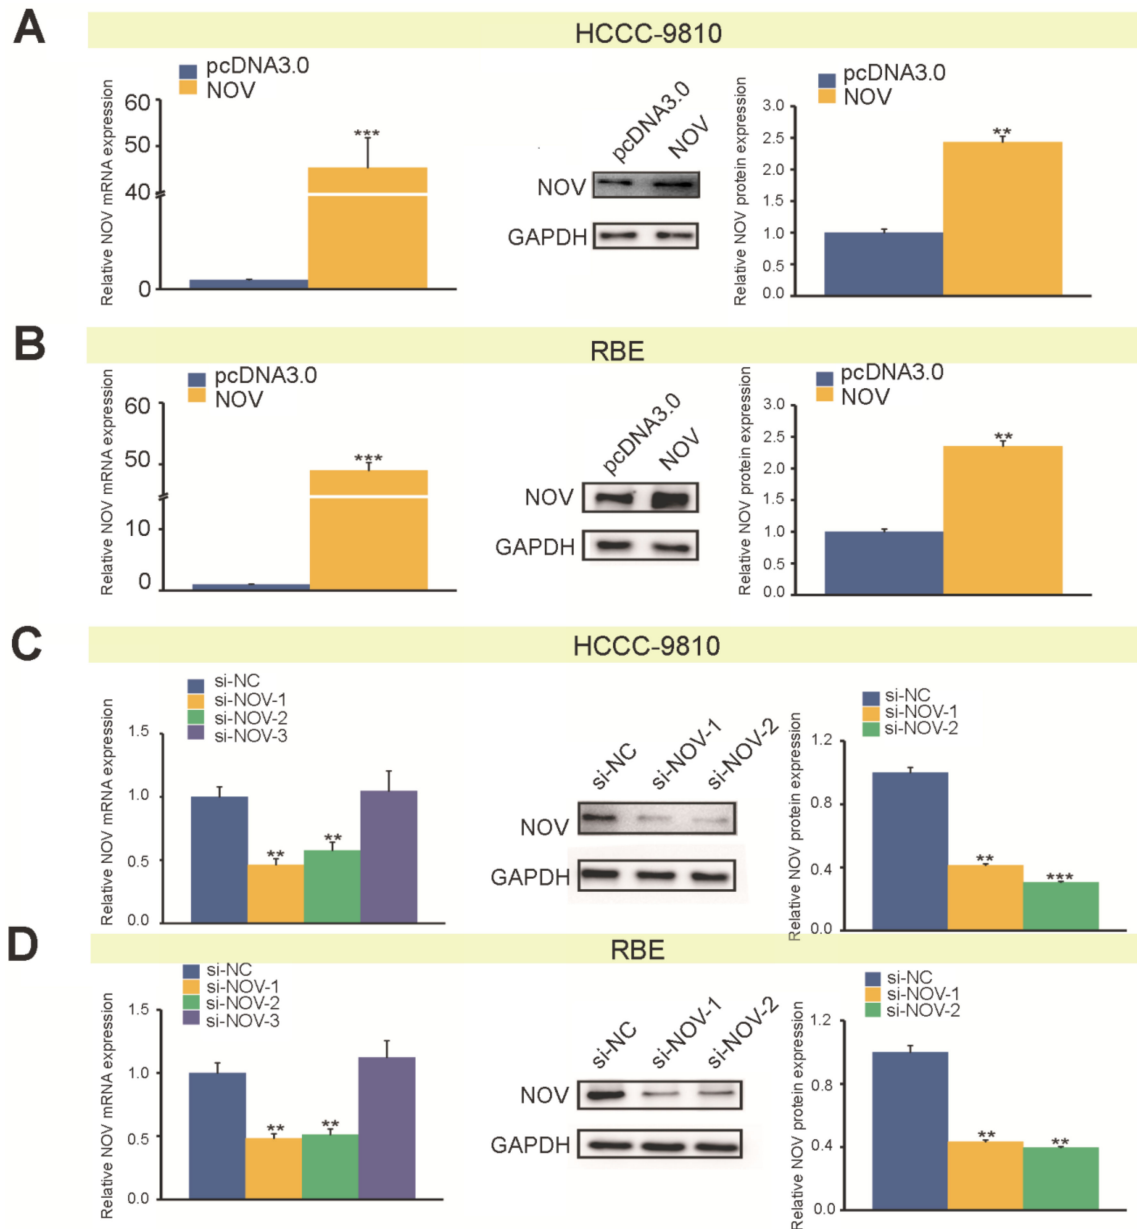 A
HCCC-9810
pcDNA3.0
NOV
Relative NOV mRNA expression
60
50
40
0
***
pcDNA3.0
NOV
NOV
GAPDH
pcDNA3.0
NOV
Relative NOV protein expression
3.0
2.5
2.0
1.5
1.0
0.5
0.0
**
B
RBE
pcDNA3.0
NOV
Relative NOV mRNA expression
60
50
10
0
***
pcDNA3.0
NOV
NOV
GAPDH
pcDNA3.0
NOV
Relative NOV protein expression
3.0
2.5
2.0
1.5
1.0
0.5
0.0
**
C
HCCC-9810
si-NC
si-NOV-1
si-NOV-2
si-NOV-3
Relative NOV mRNA expression
1.5
1.0
0.5
0.0
**
**
si-NC
si-NOV-1
si-NOV-2
NOV
GAPDH
si-NC
si-NOV-1
si-NOV-2
Relative NOV protein expression
1.2
0.8
0.4
0.0
**
***
D
RBE
si-NC
si-NOV-1
si-NOV-2
si-NOV-3
Relative NOV mRNA expression
1.5
1.0
0.5
0.0
**
**
si-NC
si-NOV-1
si-NOV-2
NOV
GAPDH
si-NC
si-NOV-1
si-NOV-2
Relative NOV protein expression
1.2
0.8
0.4
0.0
**
**